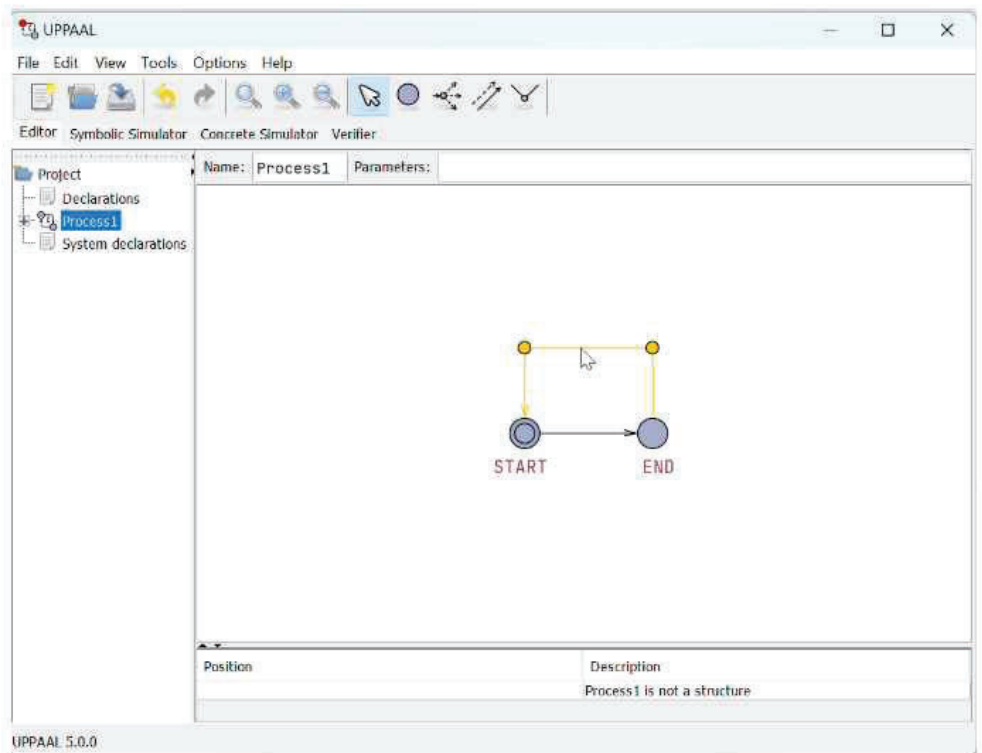 UPPAAL
File Edit View Tools Options Help
Editor Symbolic Simulator Concrete Simulator Verifier
Project
Declarations
Process1
System declarations
Name: Process1 Parameters:
START END
Position Description
Process1 is not a structure
UPPAAL 5.0.0